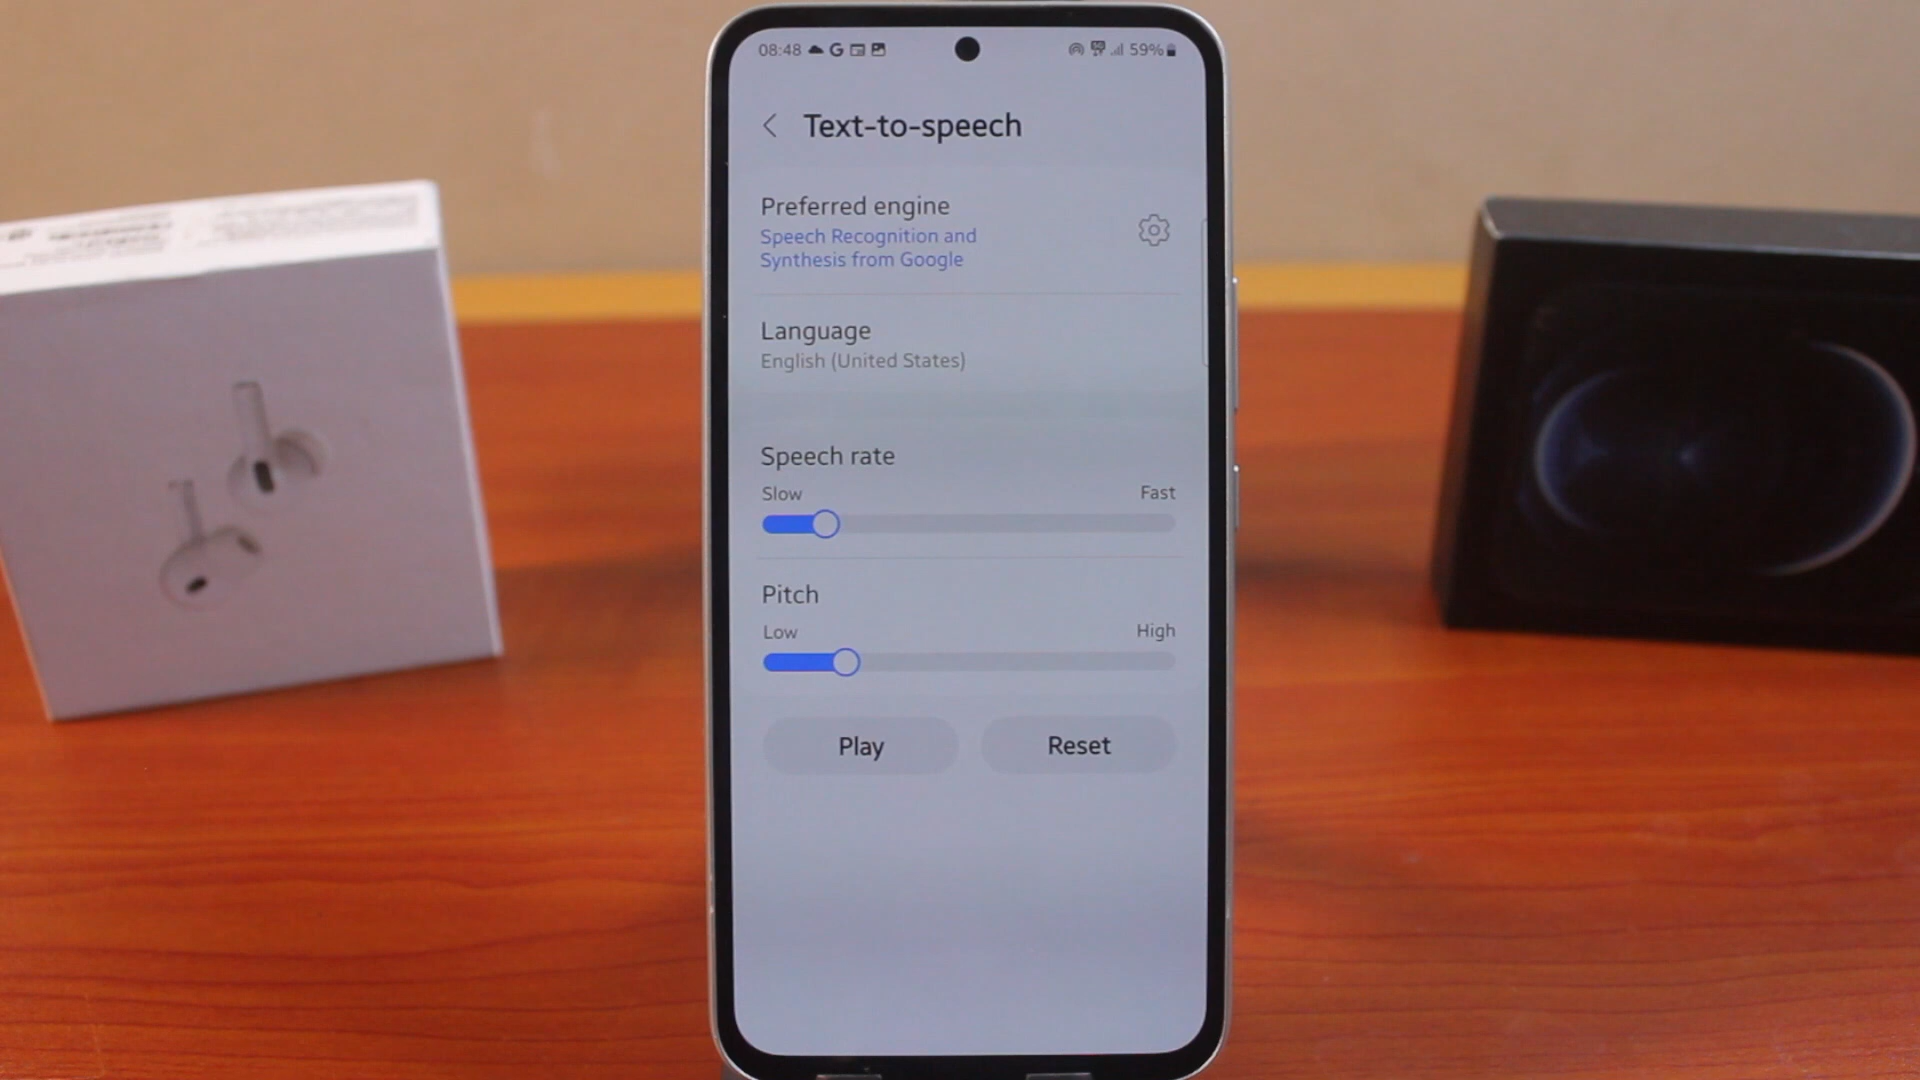 08:48 G 59%
Text-to-speech
Preferred engine
Speech Recognition and
Synthesis from Google
Language
English (United States)
Speech rate
Slow Fast
Pitch
Low High
Play Reset